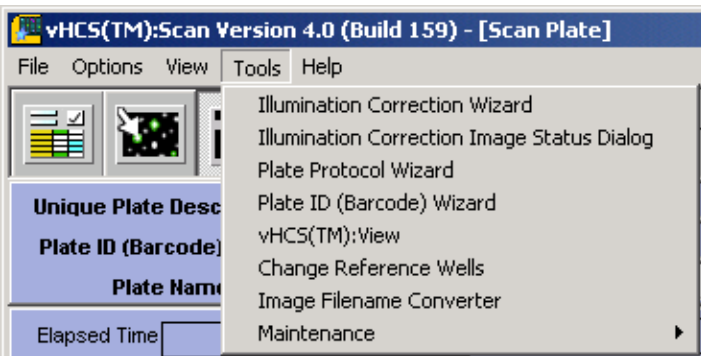 vHCS(TM):Scan Version 4.0 (Build 159) - [Scan Plate]
File Options View Tools Help
Illumination Correction Wizard
Illumination Correction Image Status Dialog
Plate Protocol Wizard
Plate ID (Barcode) Wizard
vHCS(TM):View
Change Reference Wells
Image Filename Converter
Maintenance
Unique Plate Desc
Plate ID (Barcode)
Plate Name
Elapsed Time